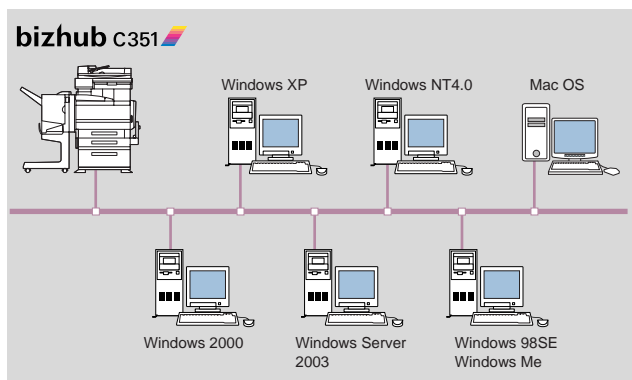 bizhub C351
Windows XP
Windows NT4.0
Mac OS
Windows 2000
Windows Server
2003
Windows 98SE
Windows Me